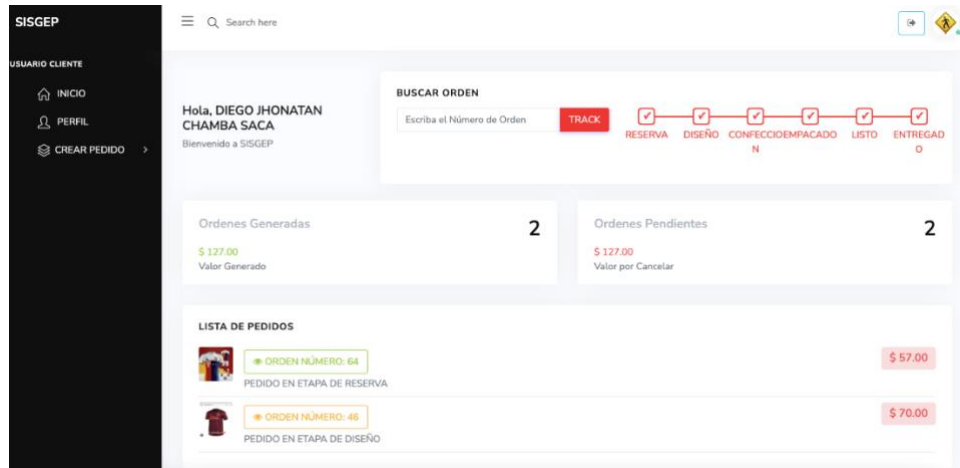 SISGEP
Search here
USUARIO CLIENTE
INICIO
PERFIL
CREAR PEDIDO
Hola, DIEGO JHONATAN
CHAMBA SACA
Bienvenido a SISGEP
BUSCAR ORDEN
Escriba el Número de Orden
TRACK
RESERVA DISEÑO CONFECCIOEMPACADO LISTO ENTREGAD
N O
Ordenes Generadas 2
$ 127.00
Valor Generado
Ordenes Pendientes 2
$ 127.00
Valor por Cancelar
LISTA DE PEDIDOS
ORDEN NÚMERO: 64 $ 57.00
PEDIDO EN ETAPA DE RESERVA
ORDEN NÚMERO: 46 $ 70.00
PEDIDO EN ETAPA DE DISEÑO